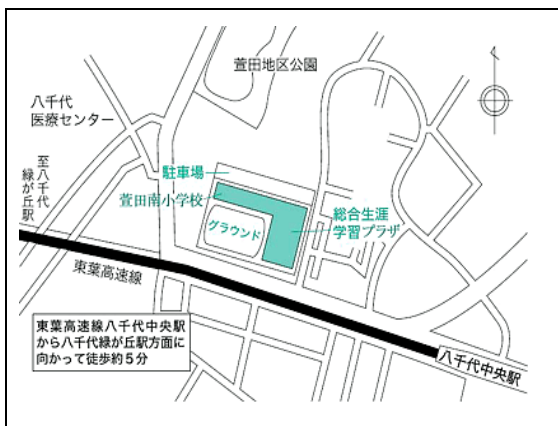 萱田地区公園
八千代
医療センター
至八千代
緑が丘駅
駐車場
萱田南小学校
グラウンド
総合生涯
学習プラザ
東葉高速線
八千代中央駅
東葉高速線八千代中央駅
から八千代緑が丘駅方面に
向かって徒歩約5分